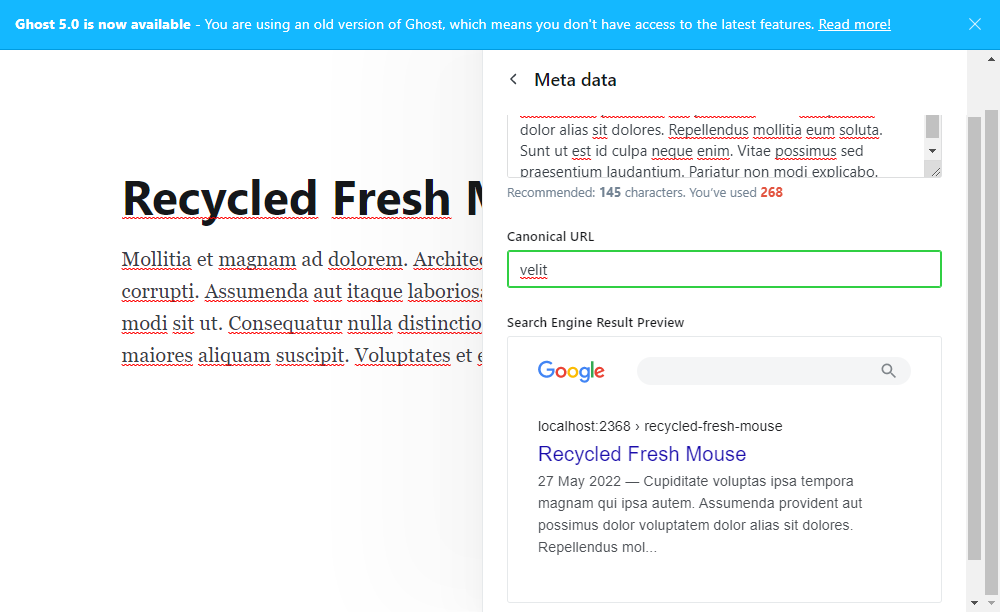 Ghost 5.0 is now available - You are using an old version of Ghost, which means you don't have access to the latest features. Read more!
Meta data
dolor alias sit dolores. Repellendus mollitia eum soluta.
Sunt ut est id culpa neque enim. Vitae possimus sed
praesentium laudantium. Pariatur non modi explicabo.
Recommended: 145 characters. You've used 268
Canonical URL
velit
Search Engine Result Preview
Google
localhost:2368 › recycled-fresh-mouse
Recycled Fresh Mouse
27 May 2022 — Cupiditate voluptas ipsa tempora
magnam qui ipsa autem. Assumenda provident aut
possimus dolor voluptatem dolor alias sit dolores.
Repellendus mol...
Recycled Fresh
Mollitia et magnam ad dolorem. Archite
corrupti. Assumenda aut itaque laborios
modi sit ut. Consequatur nulla distinctio
maiores aliquam suscipit. Voluptates et